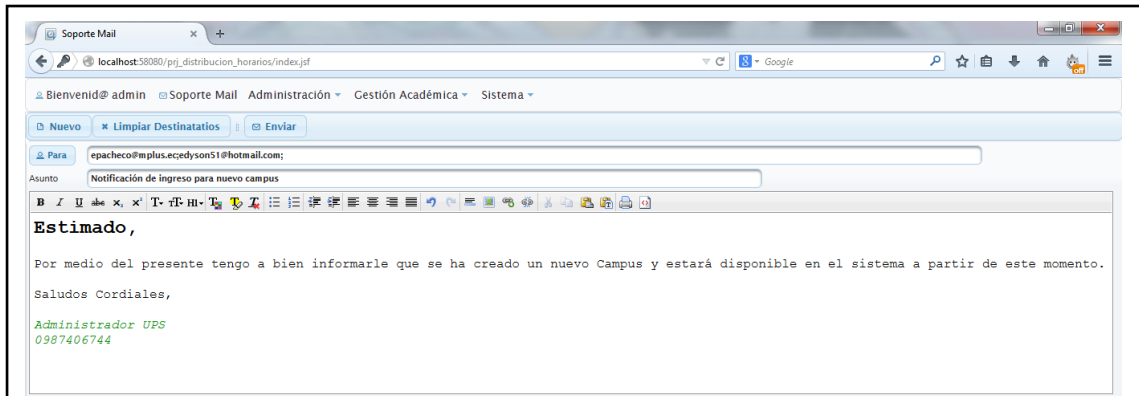 Soporte Mail
localhost:58080/prj_distribucion_horarios/index.jsf
Google
off
Bienvenid@ admin Soporte Mail Administración Gestión Académica Sistema
Nuevo Limpiar Destinatatios Enviar
Para epacheco@mplus.ec;edyson51@hotmail.com;
Asunto Notificación de ingreso para nuevo campus
Estimado,
Por medio del presente tengo a bien informarle que se ha creado un nuevo Campus y estará disponible en el sistema a partir de este momento.
Saludos Cordiales,
Administrador UPS
0987406744